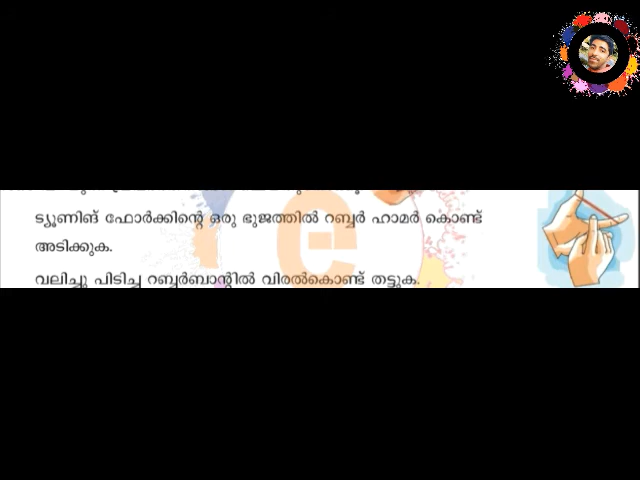 ട്യൂണിങ് ഫോർക്കിന്റെ ഒരു ഭുജത്തിൽ റബ്ബർ ഹാമർ കൊണ്ട്
അടിക്കുക.
വലിച്ചു പിടിച്ച റബ്ബർബാന്റിൽ വിരൽകൊണ്ട് തട്ടുക.